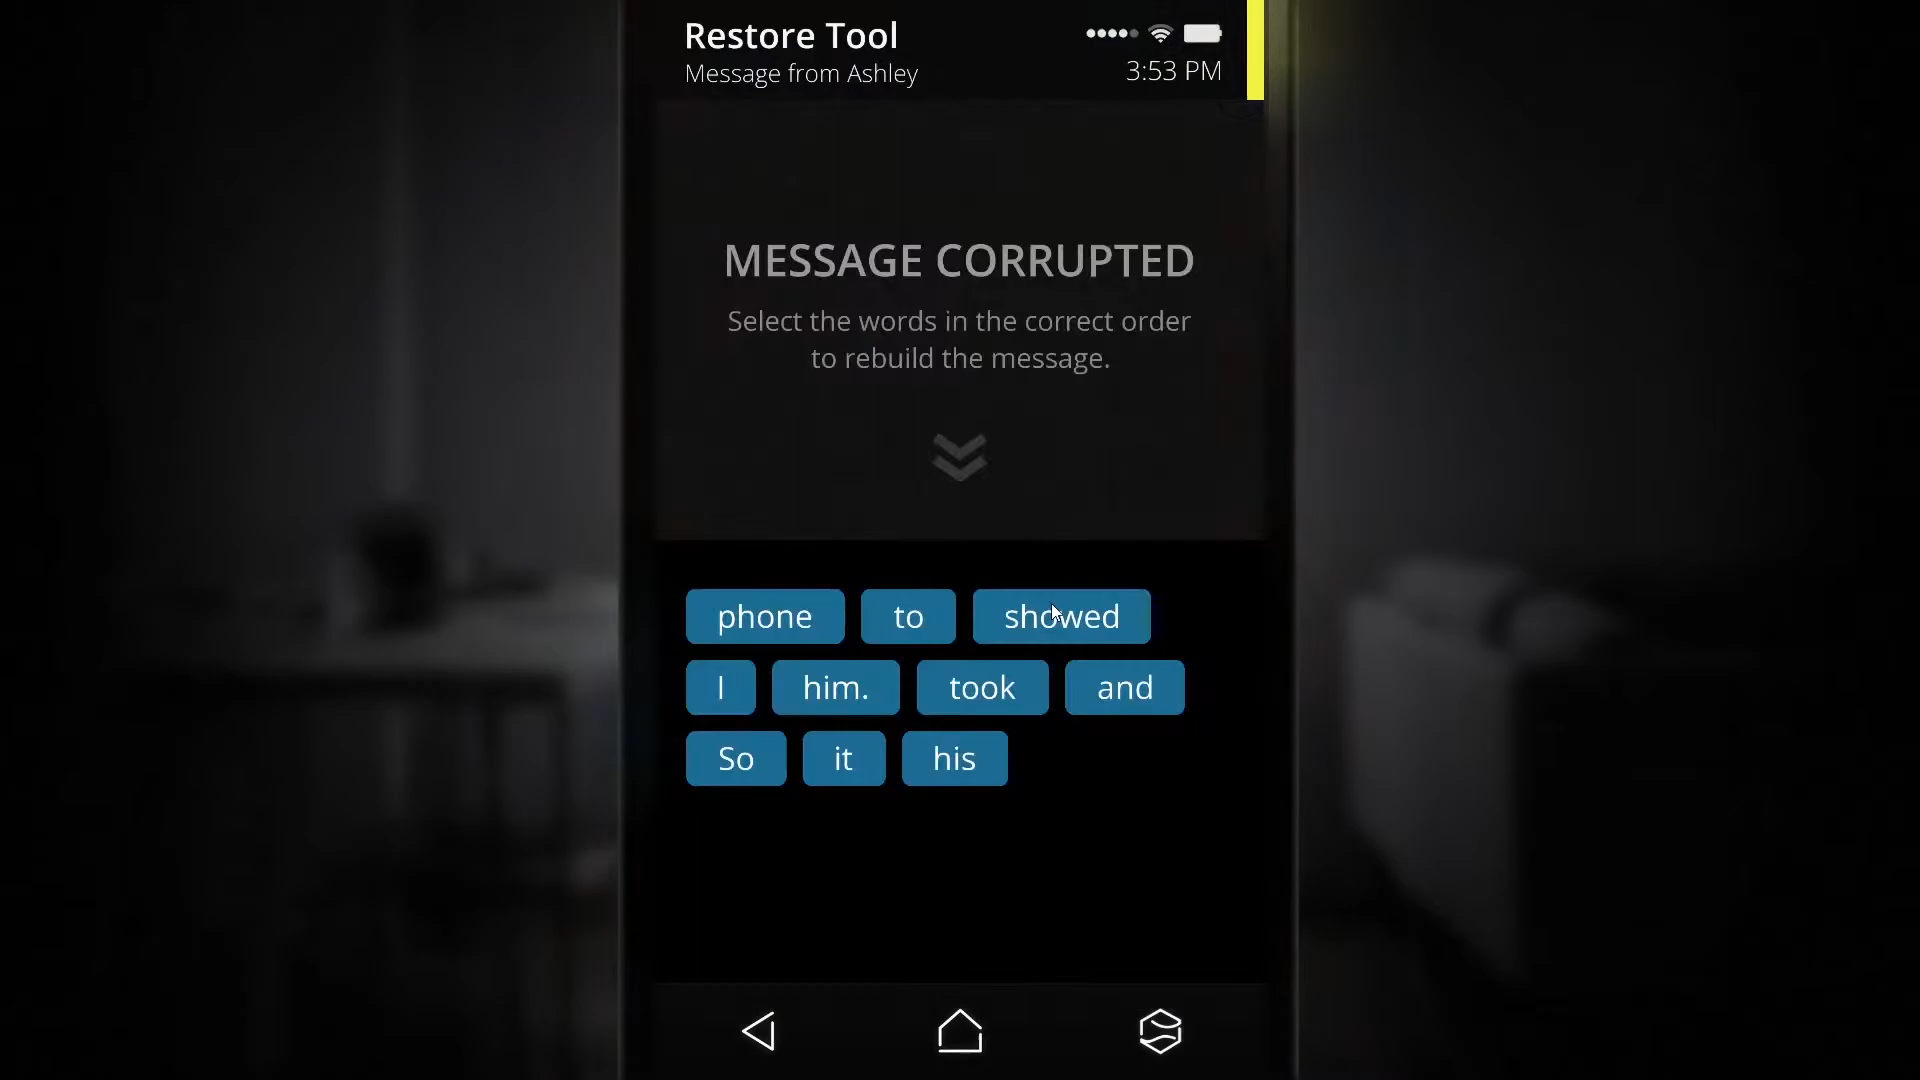 Restore Tool
Message from Ashley
3:53 PM
MESSAGE CORRUPTED
Select the words in the correct order
to rebuild the message.
phone to showed
I him. took and
So it his